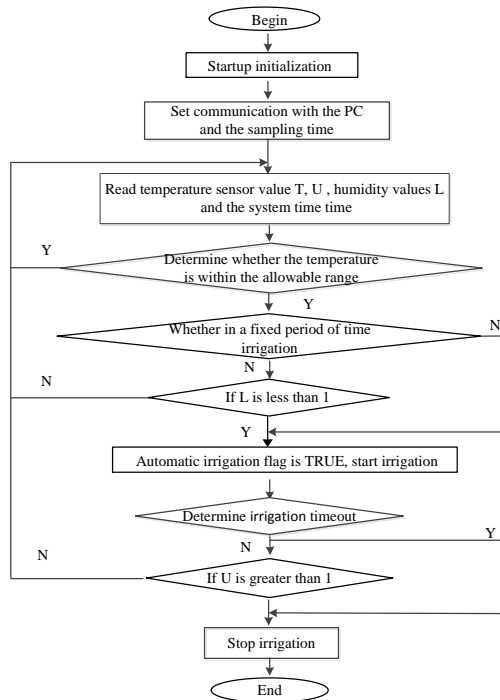 Begin
Startup initialization
Set communication with the PC
and the sampling time
Read temperature sensor value T, U , humidity values L
and the system time time
Y
Determine whether the temperature
is within the allowable range
Y
Whether in a fixed period of time
irrigation
N
N
N
If L is less than 1
Y
Automatic irrigation flag is TRUE, start irrigation
Determine irrigation timeout
Y
N
N
If U is greater than 1
Stop irrigation
End